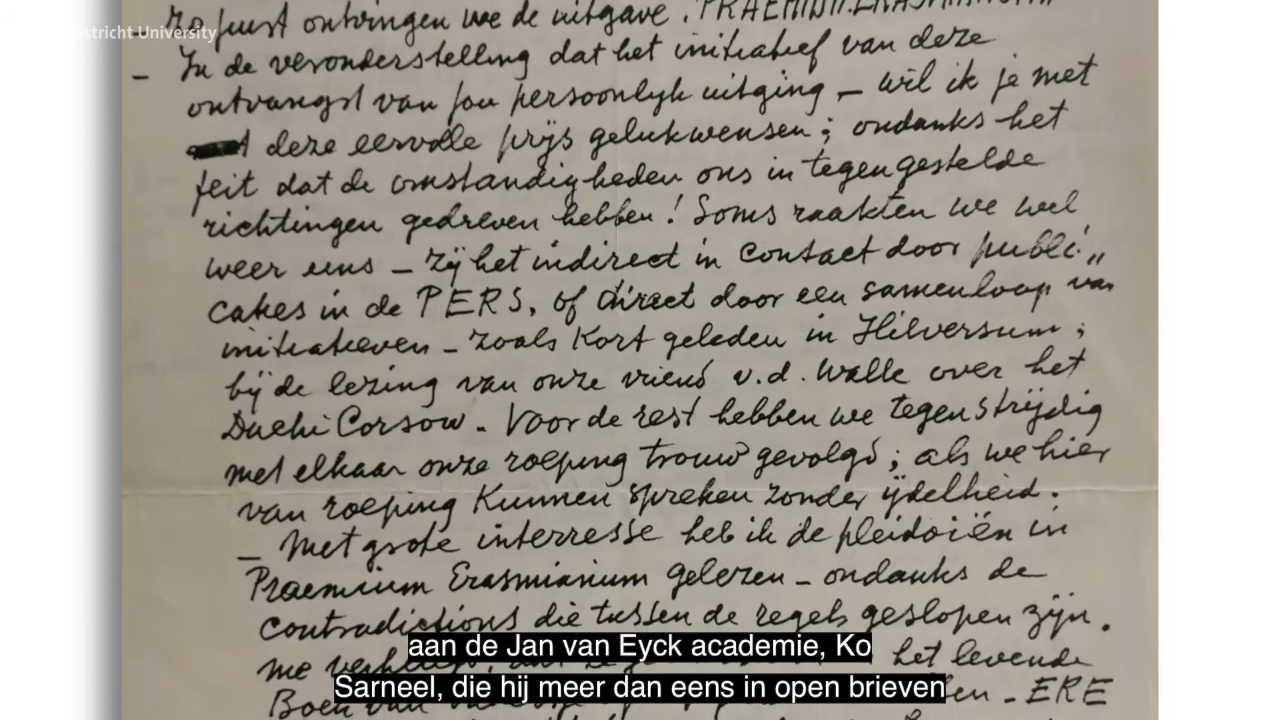 Maastricht University
Zo juist ontvingen we de uitgave. PRAEMIUM.ERASMIANUM
- In de veronderstelling dat het initiatief van deze
ontvangst van jou persoonlyk uitging, - wil ik je met
deze eervolle prijs gelukwensen; ondanks het
feit dat de omstandigheden ons in tegengestelde
richtingen gedreven hebben! Soms raakten we wel
weer eens - zij het indirect in contact door publi„
caties in de PERS, of direct door een samenloop van
initiatieven - zoals Kort geleden in Hilversum;
bij de lezing van onze vriend v.d. Walle over het
Duchi Corsow. Voor de rest hebben we tegenstrijdig
met elkaar onze roeping trouw gevolgd; als we hier
van roeping Kunnen spreken zonder ijdelheid.
- Met grote interresse heb ik de pleidoiën in
Praemium Erasmianum gelezen - ondanks de
contradictions die tussen de regels geslopen zijn.
me het levende
Boek van - ERE
aan de Jan van Eyck academie, Ko
Sarneel, die hij meer dan eens in open brieven